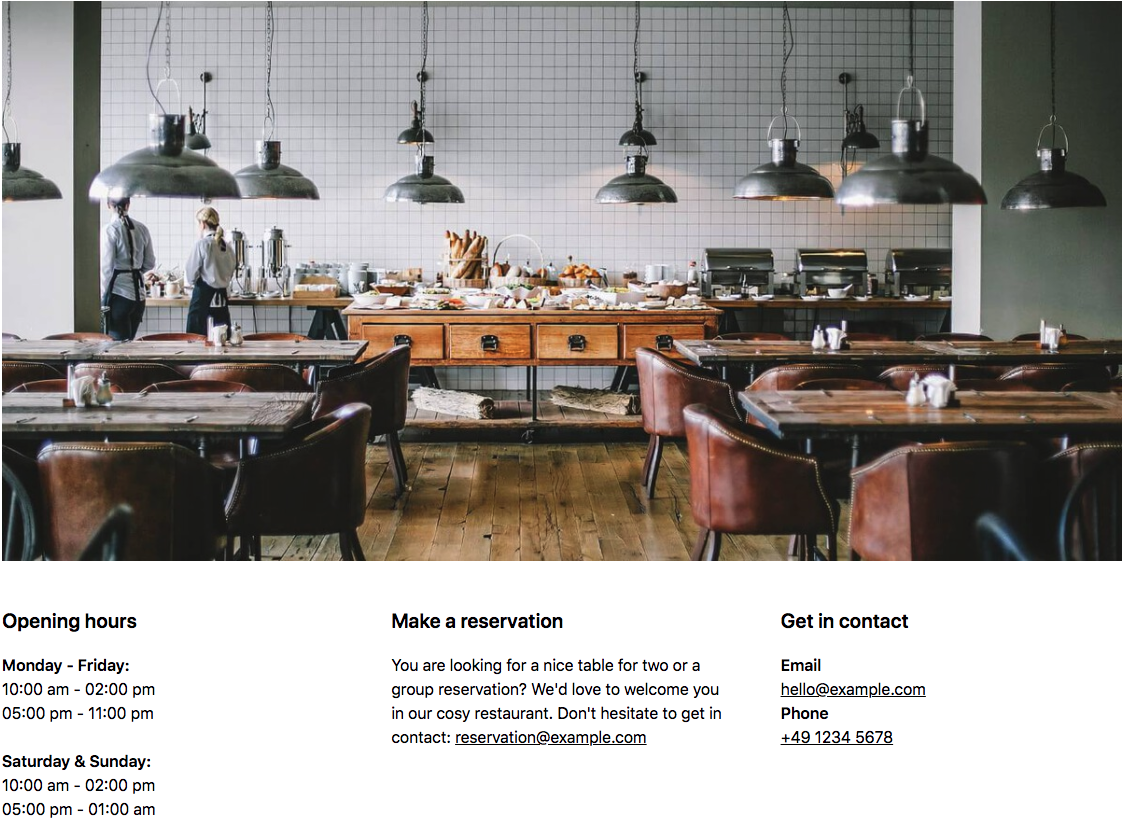 Opening hours
Monday - Friday:
10:00 am - 02:00 pm
05:00 pm - 11:00 pm
Saturday & Sunday:
10:00 am - 02:00 pm
05:00 pm - 01:00 am
Make a reservation
You are looking for a nice table for two or a
group reservation? We'd love to welcome you
in our cosy restaurant. Don't hesitate to get in
contact: reservation@example.com
Get in contact
Email
hello@example.com
Phone
+49 1234 5678